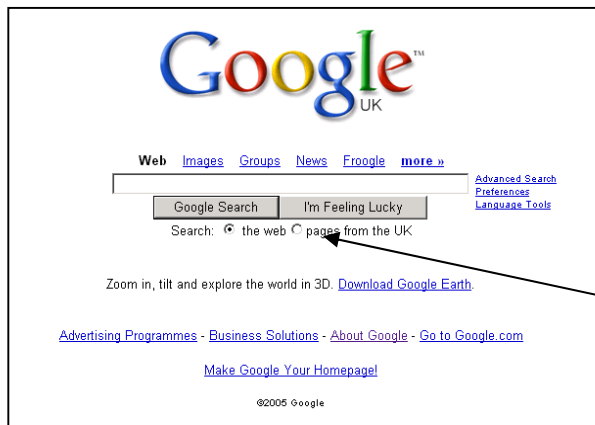 Google™
UK
Web Images Groups News Froogle more »
Advanced Search
Preferences
Language Tools
Google Search I'm Feeling Lucky
Search: the web pages from the UK
Zoom in, tilt and explore the world in 3D. Download Google Earth.
Advertising Programmes - Business Solutions - About Google - Go to Google.com
Make Google Your Homepage!
©2005 Google